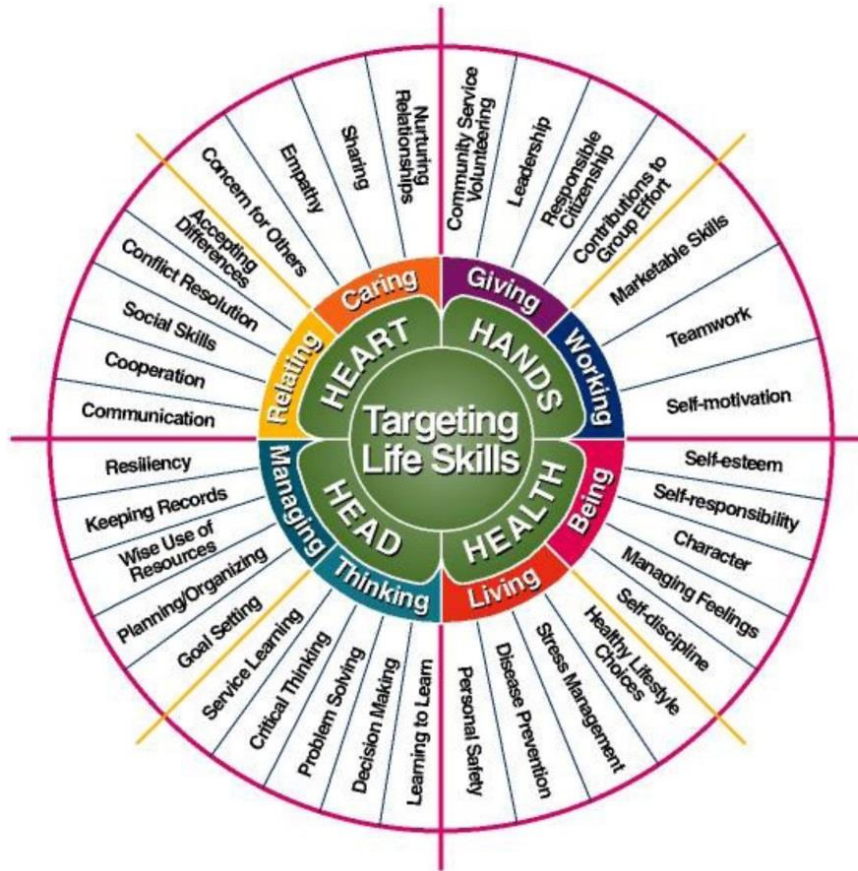 Targeting
Life Skills
HEART
HANDS
HEALTH
HEAD
Caring
Giving
Working
Being
Living
Thinking
Managing
Relating
Nurturing
Relationships
Sharing
Empathy
Concern for Others
Community Service
Volunteering
Leadership
Responsible
Citizenship
Contributions to
Group Effort
Marketable Skills
Teamwork
Self-motivation
Self-esteem
Self-responsibility
Character
Managing Feelings
Self-discipline
Healthy Lifestyle
Choices
Stress Management
Disease Prevention
Personal Safety
Learning to Learn
Decision Making
Problem Solving
Critical Thinking
Service Learning
Goal Setting
Planning/Organizing
Wise Use of
Resources
Keeping Records
Resiliency
Communication
Cooperation
Social Skills
Conflict Resolution
Accepting
Differences